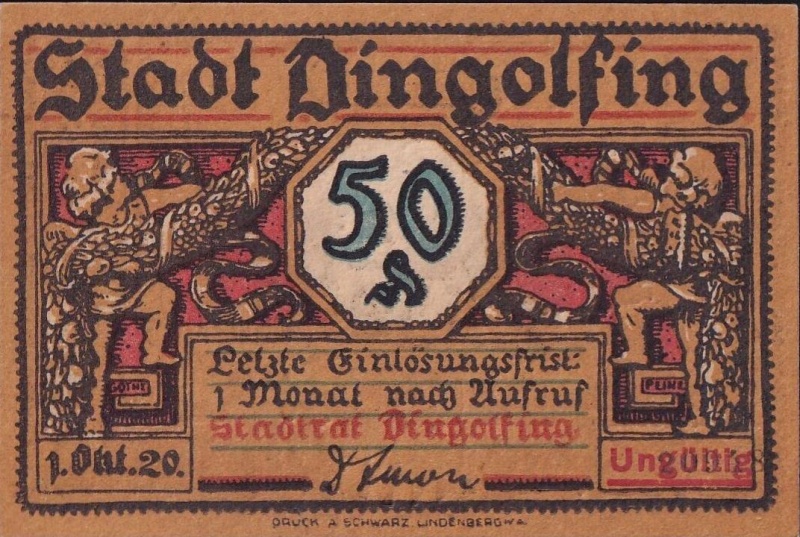 Stadt Dingolfing
50
₰
Letzte Einlösungsfrist:
1 Monat nach Aufruf
Stadtrat Dingolfing
1. Okt. 20.
Ungültig
DRUCK A. SCHWARZ. LINDENBERG